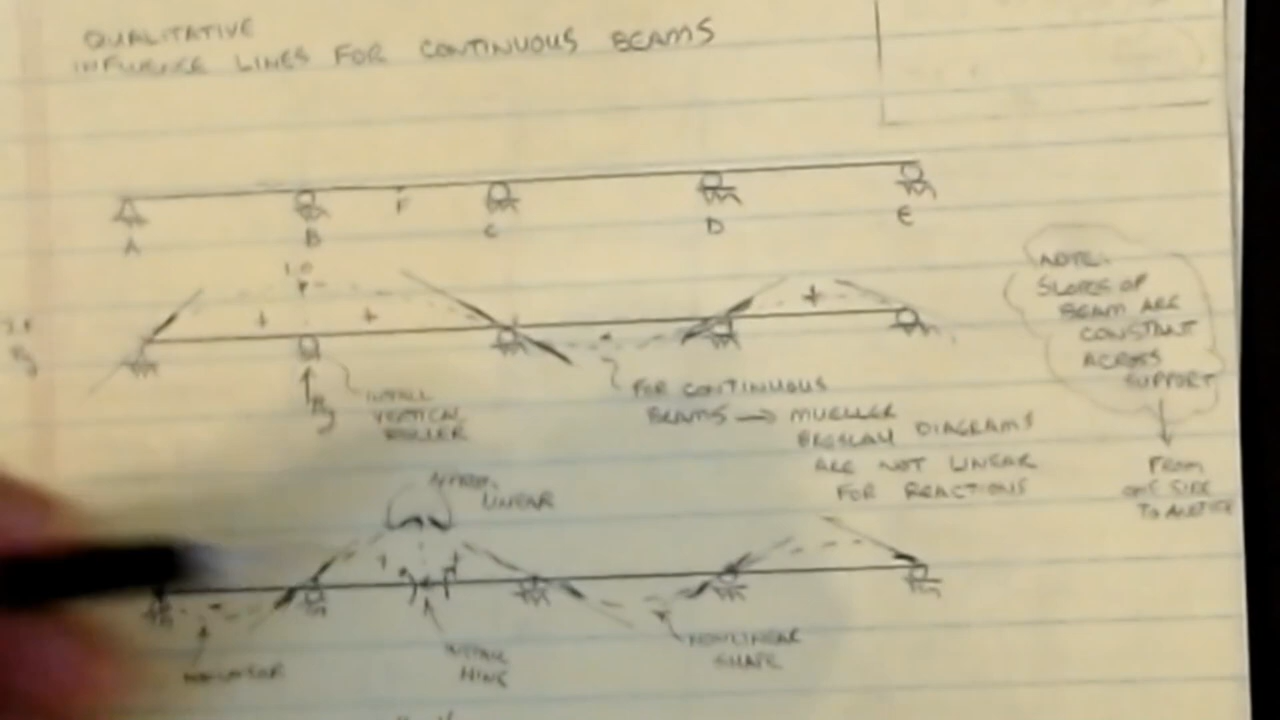 QUALITATIVE
INFLUENCE LINES FOR CONTINUOUS BEAMS
A
B
F
C
D
E
1.0
+
+
-
+
By
INSTALL
VERTICAL
ROLLER
FOR CONTINUOUS
BEAMS → MUELLER
BRESLAU DIAGRAMS
ARE NOT LINEAR
FOR REACTIONS
NOTE:
SLOPES OF
BEAM ARE
CONSTANT
ACROSS
SUPPORT
FROM
ONE SIDE
TO ANOTHER
LINEAR
+
+
-
NONLINEAR
INSTALL
HINGE
NONLINEAR
SHAPE